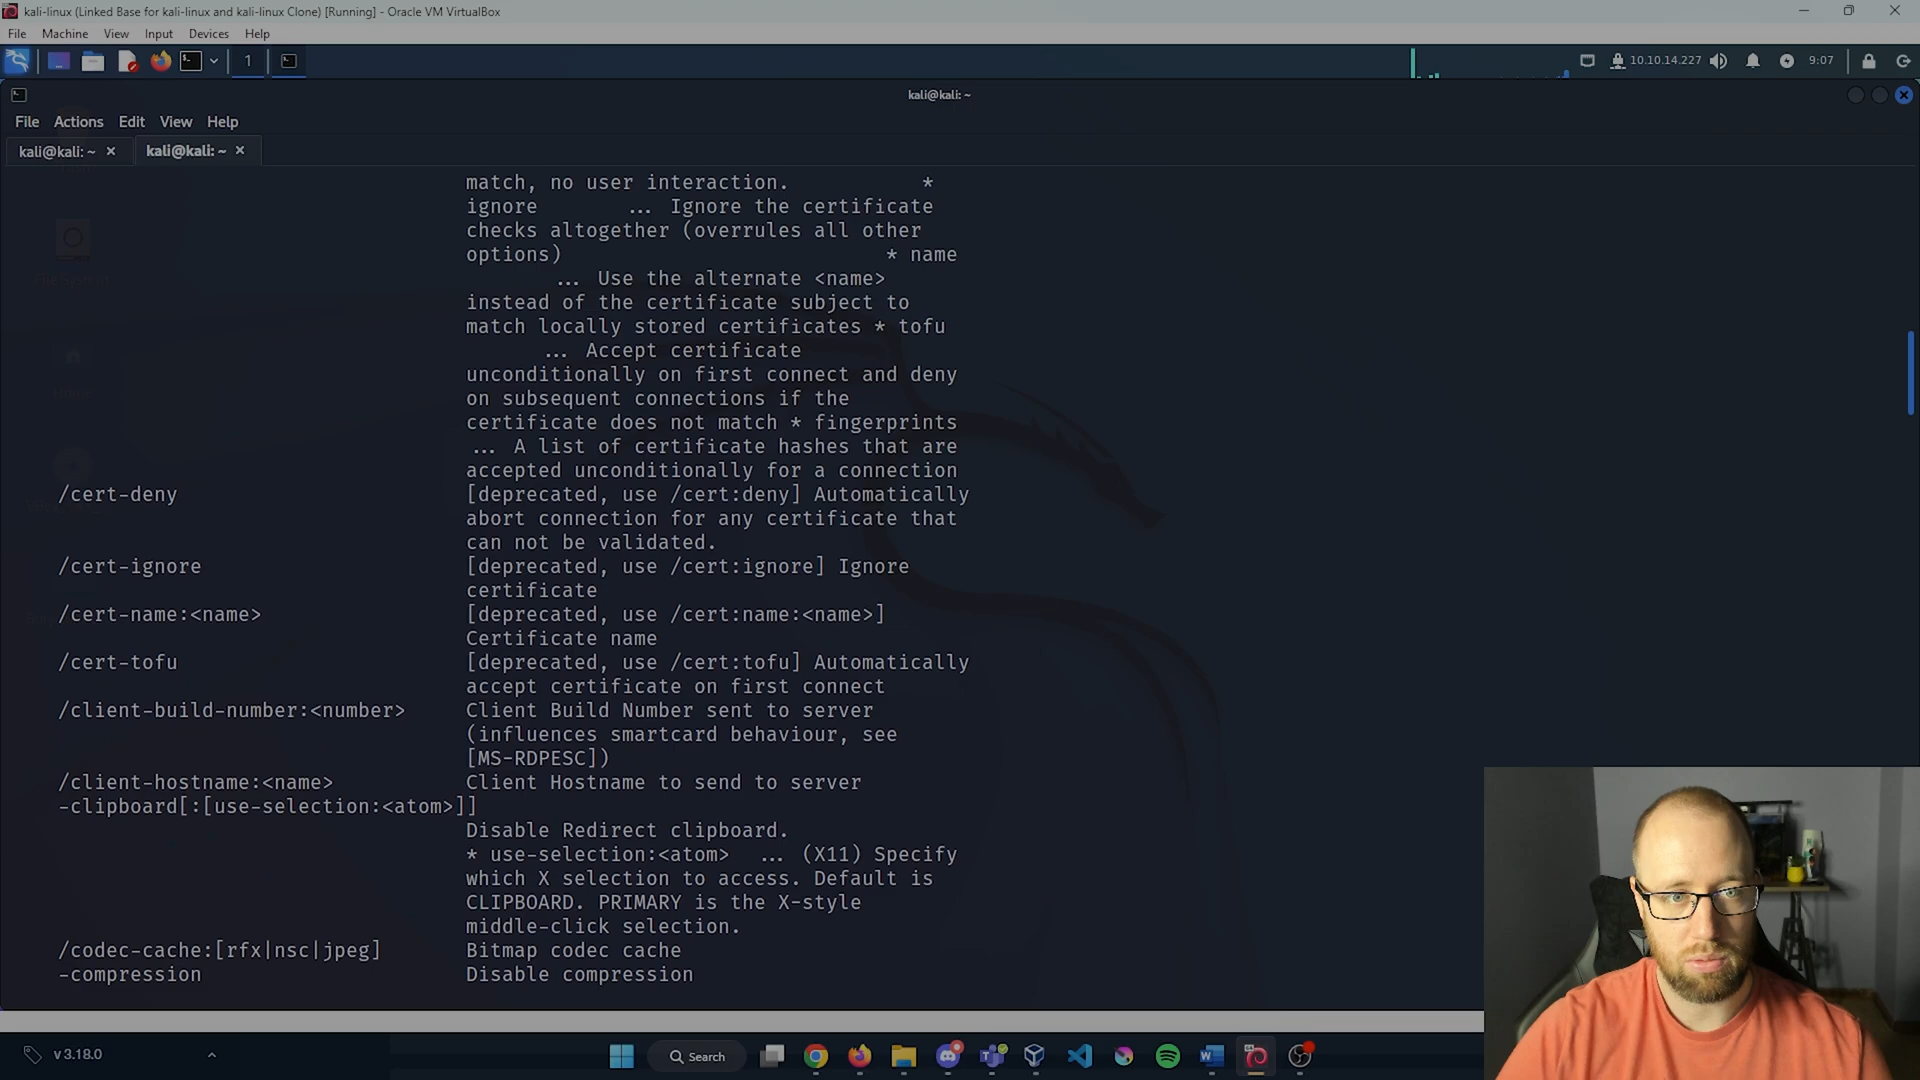 kali-linux (Linked Base for kali-linux and kali-linux Clone) [Running] - Oracle VM VirtualBox
File Machine View Input Devices Help
1
10.10.14.227
9:07
kali@kali: ~
File Actions Edit View Help
kali@kali: ~ ×
kali@kali: ~ ×
match, no user interaction. *
ignore ... Ignore the certificate
checks altogether (overrules all other
options) * name
... Use the alternate <name>
instead of the certificate subject to
match locally stored certificates * tofu
... Accept certificate
unconditionally on first connect and deny
on subsequent connections if the
certificate does not match * fingerprints
... A list of certificate hashes that are
accepted unconditionally for a connection
/cert-deny [deprecated, use /cert:deny] Automatically
abort connection for any certificate that
can not be validated.
/cert-ignore [deprecated, use /cert:ignore] Ignore
certificate
/cert-name:<name> [deprecated, use /cert:name:<name>]
Certificate name
/cert-tofu [deprecated, use /cert:tofu] Automatically
accept certificate on first connect
/client-build-number:<number> Client Build Number sent to server
(influences smartcard behaviour, see
[MS-RDPESC])
/client-hostname:<name> Client Hostname to send to server
-clipboard[:[use-selection:<atom>]]
Disable Redirect clipboard.
* use-selection:<atom> ... (X11) Specify
which X selection to access. Default is
CLIPBOARD. PRIMARY is the X-style
middle-click selection.
/codec-cache:[rfx|nsc|jpeg] Bitmap codec cache
-compression Disable compression
v 3.18.0
Search